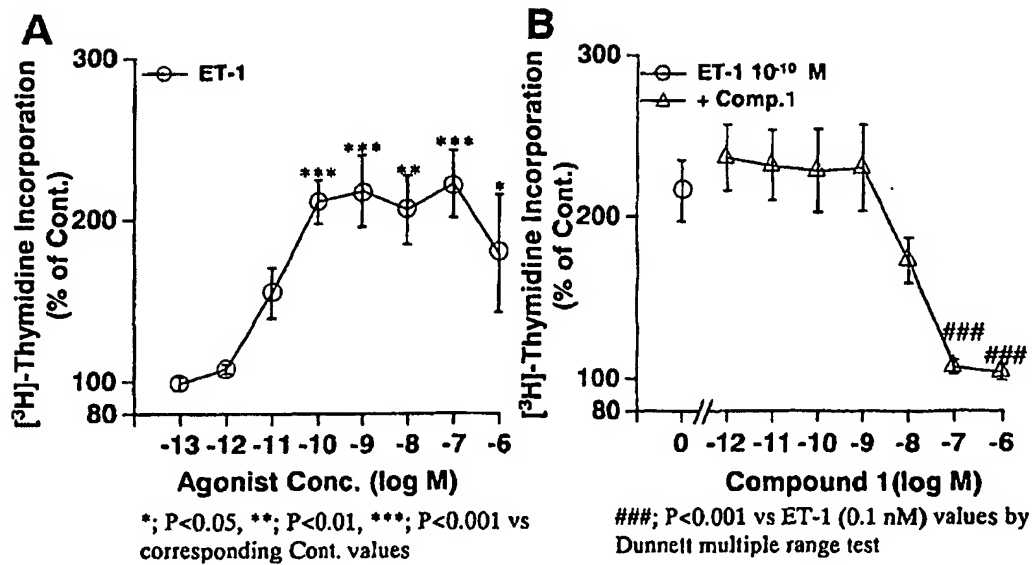 A
[³H]-Thymidine Incorporation
(% of Cont.)
300
200
100
80
ET-1
***
***
**
***
*
-13 -12 -11 -10 -9 -8 -7 -6
Agonist Conc. (log M)
*; P<0.05, **; P<0.01, ***; P<0.001 vs
corresponding Cont. values
B
[³H]-Thymidine Incorporation
(% of Cont.)
300
200
100
80
ET-1 10⁻¹⁰ M
+ Comp.1
###
###
0 -12 -11 -10 -9 -8 -7 -6
Compound 1(log M)
###; P<0.001 vs ET-1 (0.1 nM) values by
Dunnett multiple range test